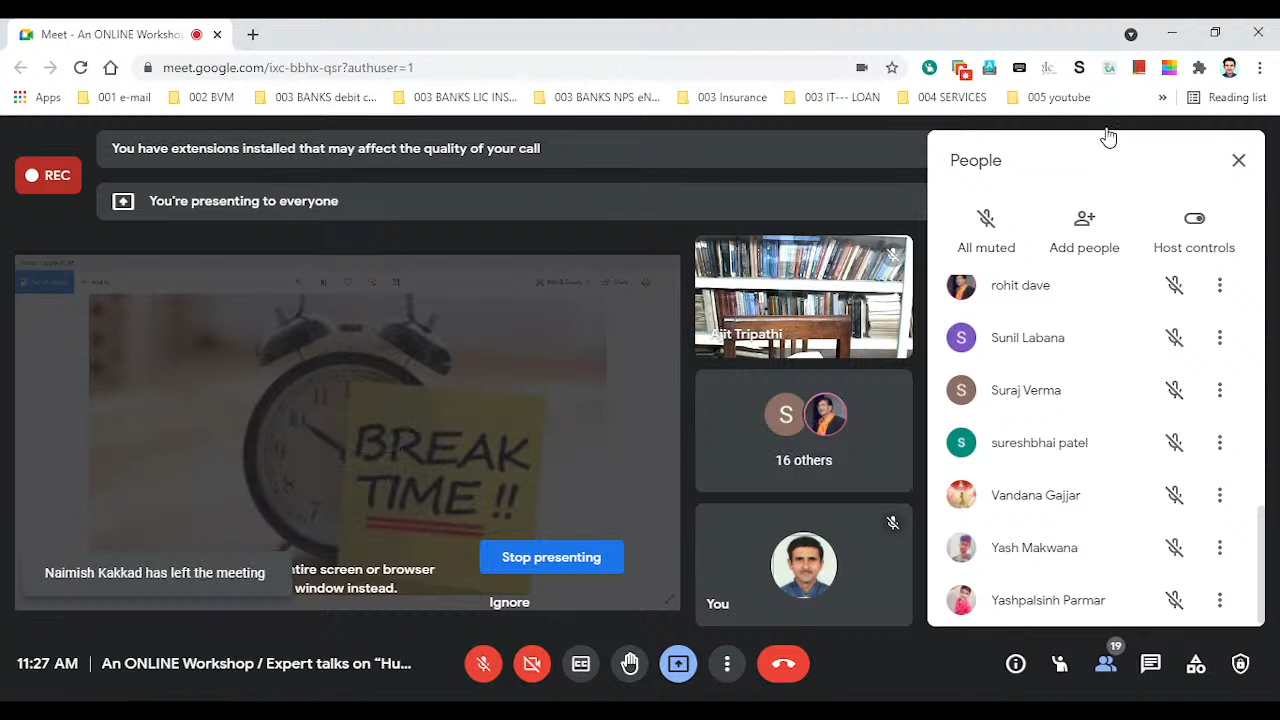 Meet - An ONLINE Worksho
meet.google.com/ixc-bbhx-qsr?authuser=1
Apps
001 e-mail
002 BVM
003 BANKS debit c...
003 BANKS LIC INS...
003 BANKS NPS eN...
003 Insurance
003 IT--- LOAN
004 SERVICES
005 youtube
»
Reading list
REC
You have extensions installed that may affect the quality of your call
You're presenting to everyone
People
All muted
Add people
Host controls
rohit dave
Sunil Labana
Suraj Verma
sureshbhai patel
Vandana Gajjar
Yash Makwana
Yashpalsinh Parmar
S
S
S
Ajit Tripathi
S
16 others
You
BREAK
TIME !!
Naimish Kakkad has left the meeting
ntire screen or browser
window instead.
Stop presenting
Ignore
11:27 AM | An ONLINE Workshop / Expert talks on “Hu...
CC
19